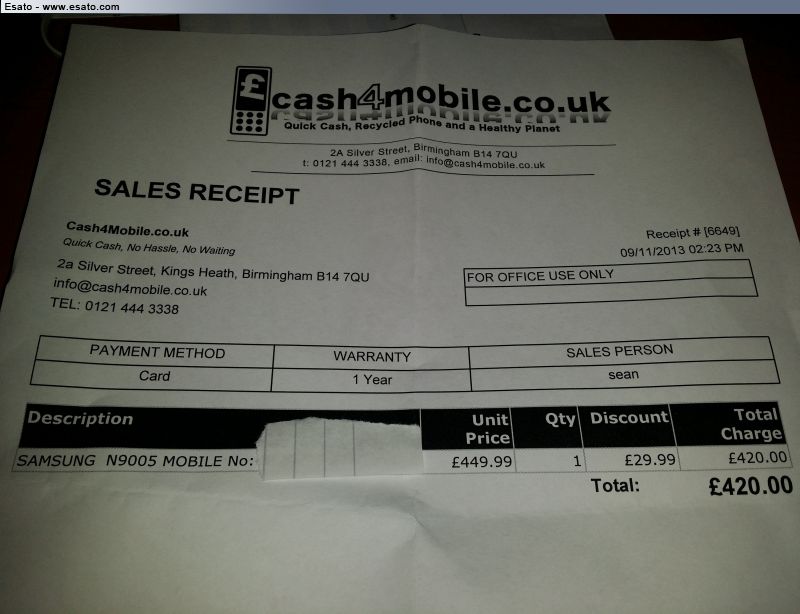 Esato - www.esato.com
£
cash4mobile.co.uk
Quick Cash, Recycled Phone and a Healthy Planet
2A Silver Street, Birmingham B14 7QU
t: 0121 444 3338, email: info@cash4mobile.co.uk
SALES RECEIPT
Cash4Mobile.co.uk
Quick Cash, No Hassle, No Waiting
2a Silver Street, Kings Heath, Birmingham B14 7QU
info@cash4mobile.co.uk
TEL: 0121 444 3338
Receipt # [6649]
09/11/2013 02:23 PM
FOR OFFICE USE ONLY
PAYMENT METHOD WARRANTY SALES PERSON
Card 1 Year sean
Description Unit Price Qty Discount Total Charge
SAMSUNG N9005 MOBILE No: £449.99 1 £29.99 £420.00
Total: £420.00